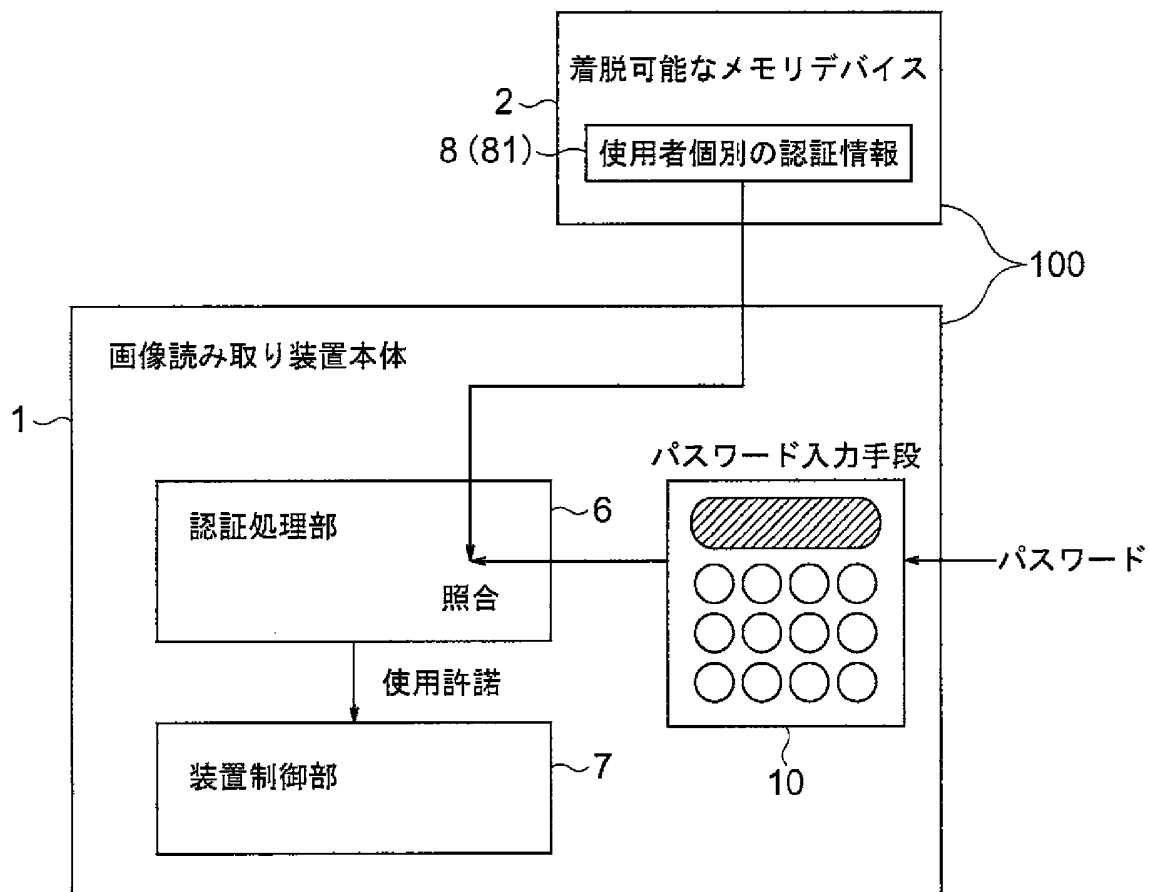 着脱可能なメモリデバイス
2
8(81)
使用者個別の認証情報
100
画像読み取り装置本体
1
パスワード入力手段
認証処理部
6
パスワード
照合
使用許諾
装置制御部
7
10